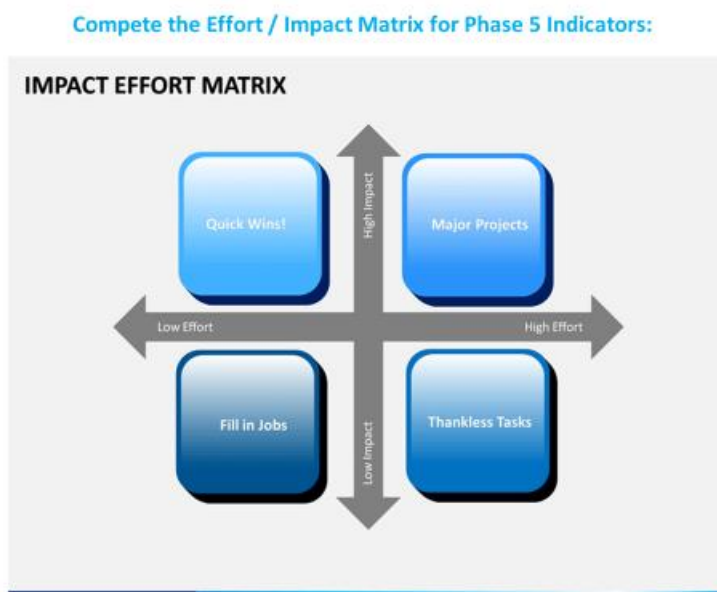 Compete the Effort / Impact Matrix for Phase 5 Indicators:
IMPACT EFFORT MATRIX
High Impact
Quick Wins!
Major Projects
Low Effort
High Effort
Fill in Jobs
Thankless Tasks
Low Impact